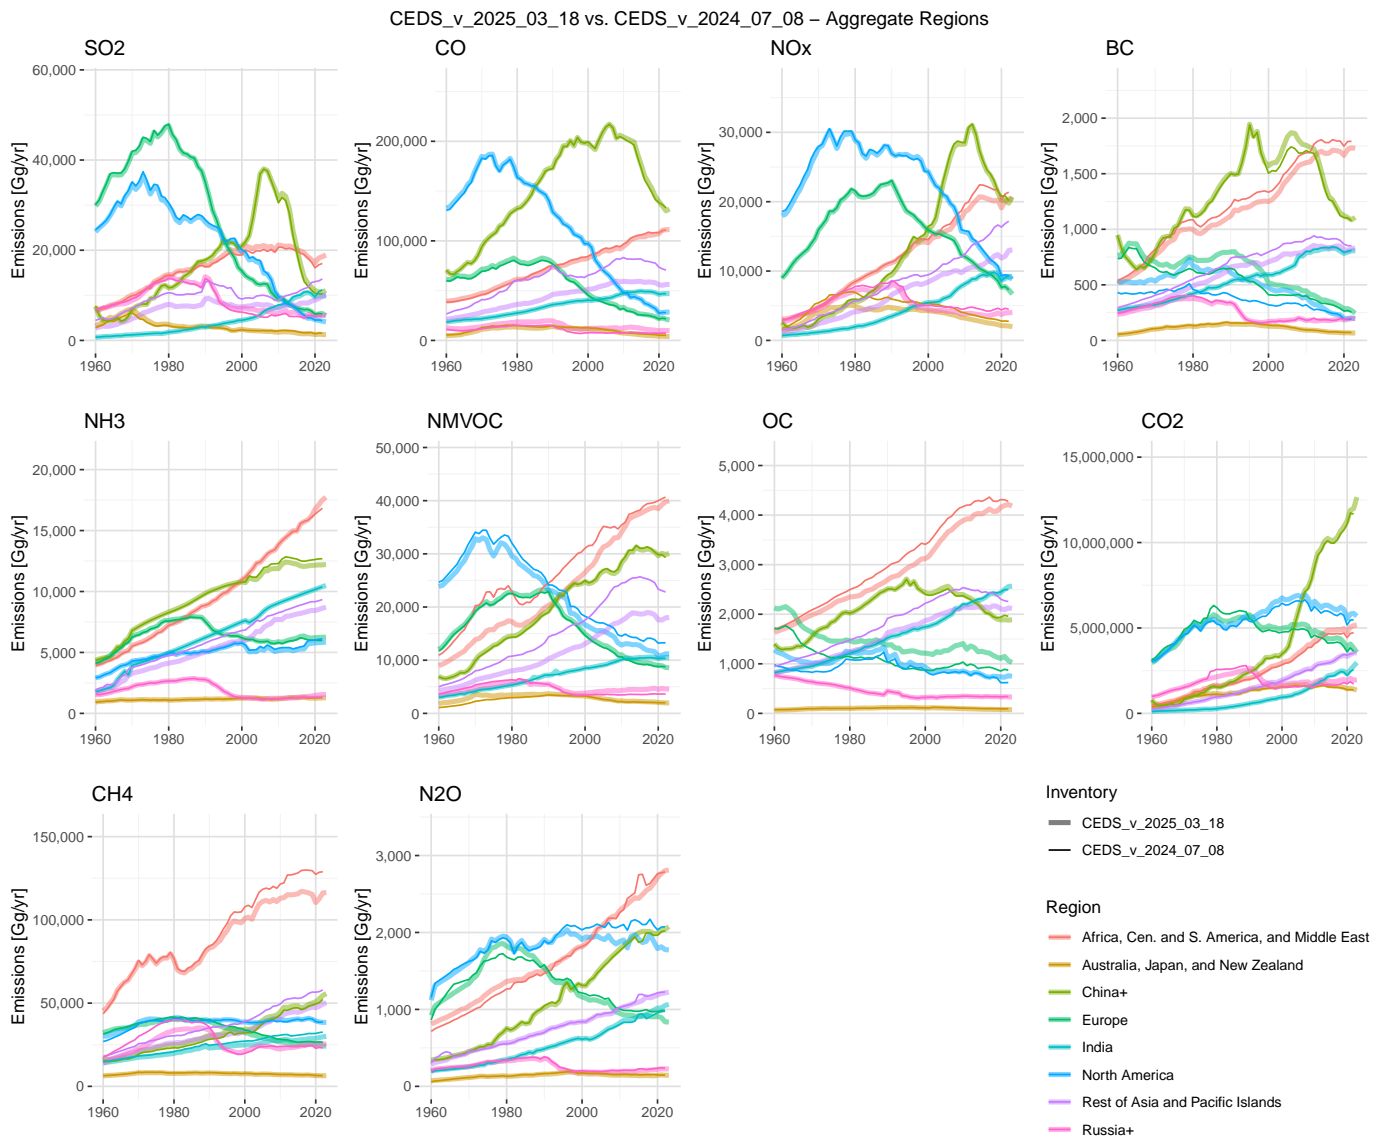 CEDS_v_2025_03_18 vs. CEDS_v_2024_07_08 – Aggregate Regions
SO2
CO
NOx
BC
Emissions [Gg/yr]
60,000
40,000
20,000
0
1960 1980 2000 2020
Emissions [Gg/yr]
200,000
100,000
0
1960 1980 2000 2020
Emissions [Gg/yr]
30,000
20,000
10,000
0
1960 1980 2000 2020
Emissions [Gg/yr]
2,000
1,500
1,000
500
0
1960 1980 2000 2020
NH3
NMVOC
OC
CO2
Emissions [Gg/yr]
20,000
15,000
10,000
5,000
0
1960 1980 2000 2020
Emissions [Gg/yr]
50,000
40,000
30,000
20,000
10,000
0
1960 1980 2000 2020
Emissions [Gg/yr]
5,000
4,000
3,000
2,000
1,000
0
1960 1980 2000 2020
Emissions [Gg/yr]
15,000,000
10,000,000
5,000,000
0
1960 1980 2000 2020
CH4
N2O
Emissions [Gg/yr]
150,000
100,000
50,000
0
1960 1980 2000 2020
Emissions [Gg/yr]
3,000
2,000
1,000
0
1960 1980 2000 2020
Inventory
CEDS_v_2025_03_18
CEDS_v_2024_07_08
Region
Africa, Cen. and S. America, and Middle East
Australia, Japan, and New Zealand
China+
Europe
India
North America
Rest of Asia and Pacific Islands
Russia+